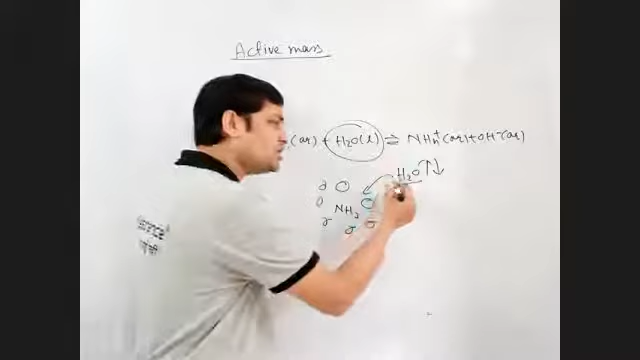 Active mass
(aq) + H₂O(l) ⇌ NH₄⁺(aq) + OH⁻(aq)
H₂O ↑↓
NH₃